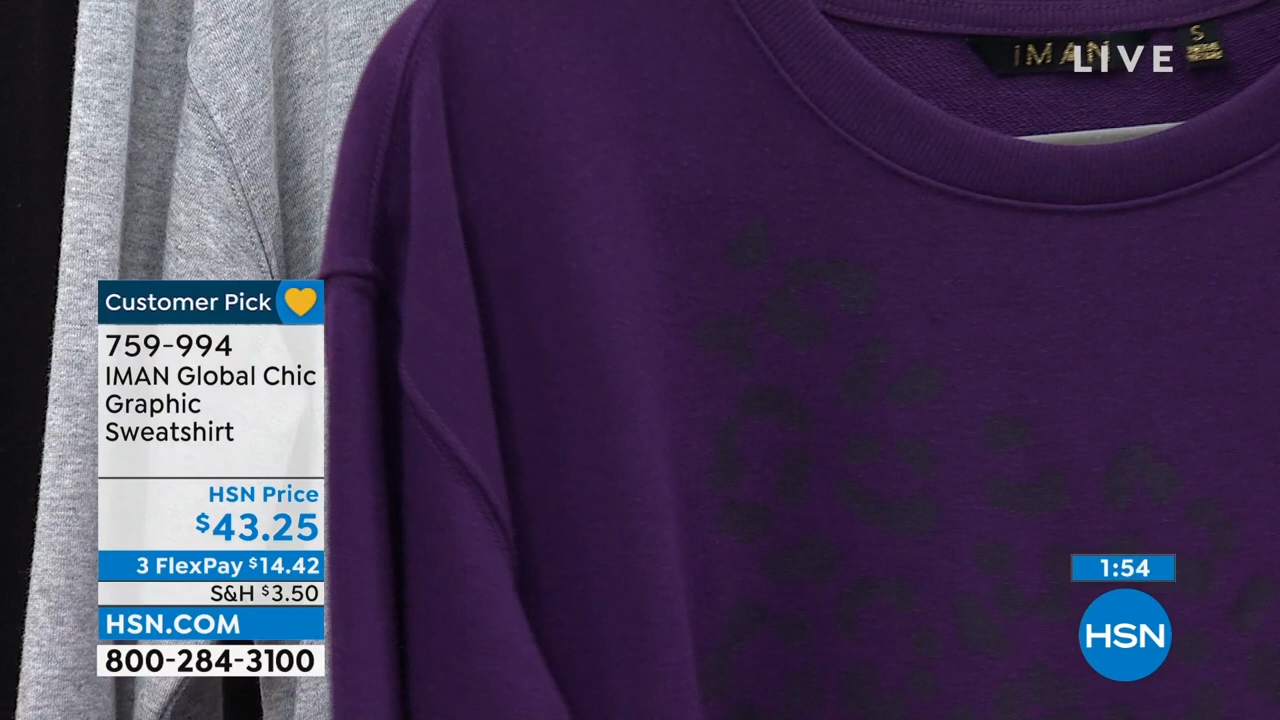 IMAN
S
LIVE
Customer Pick
759-994
IMAN Global Chic
Graphic
Sweatshirt
HSN Price
$43.25
3 FlexPay $14.42
S&H $3.50
HSN.COM
800-284-3100
1:54
HSN